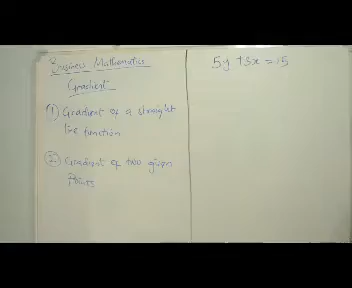 Business Mathematics
Gradient
① Gradient of a straight
line function
② Gradient of two given
Points
5y + 3x = 15